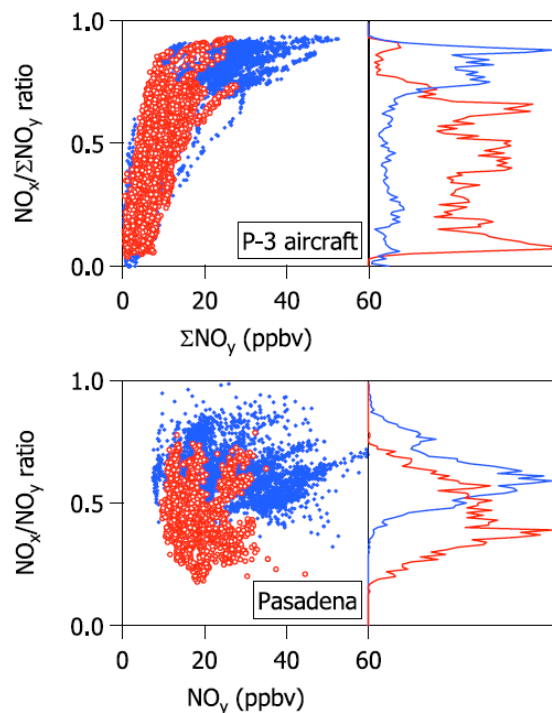 1.0
NOx/ΣNOy ratio
0.5
0.0
P-3 aircraft
0 20 40 60
ΣNOy (ppbv)
1.0
NOx/NOy ratio
0.5
0.0
Pasadena
0 20 40 60
NOy (ppbv)